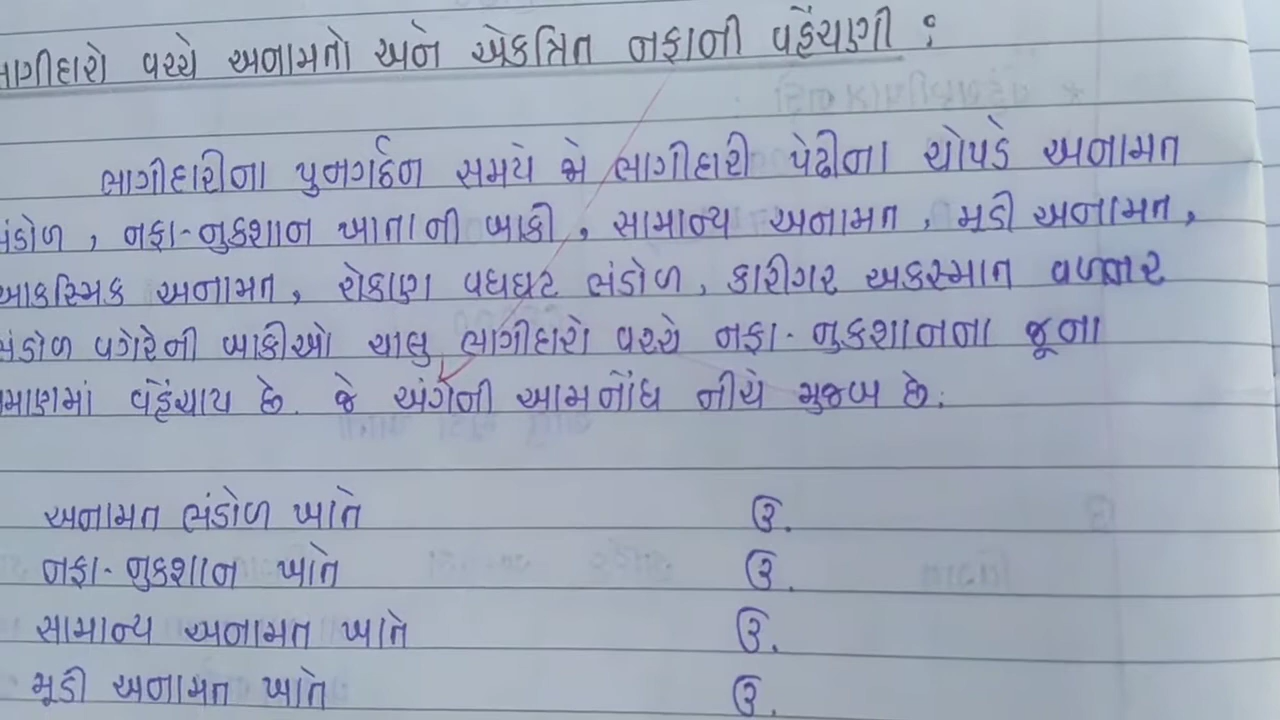 ભાગીદારો વચ્ચે અનામતો અને એકત્રિત નફાની વહેંચણી :
ભાગીદારીના પુનર્ગઠન સમયે જો ભાગીદારી પેઢીના ચોપડે અનામત
ભંડોળ , નફા-નુકશાન ખાતાની બાકી , સામાન્ય અનામત , મૂડી અનામત ,
આકસ્મિક અનામત , રોકાણ વધઘટ ભંડોળ , કારીગર અકસ્માત વળતર
ભંડોળ વગેરેની બાકીઓ ચાલુ ભાગીદારો વચ્ચે નફા-નુકશાનના જૂના
પ્રમાણમાં વહેંચાય છે. જે અંગેની આમનોંધ નીચે મુજબ છે.
અનામત ભંડોળ ખાતે ઉ.
નફા-નુકશાન ખાતે ઉ.
સામાન્ય અનામત ખાતે ઉ.
મૂડી અનામત ખાતે ઉ.